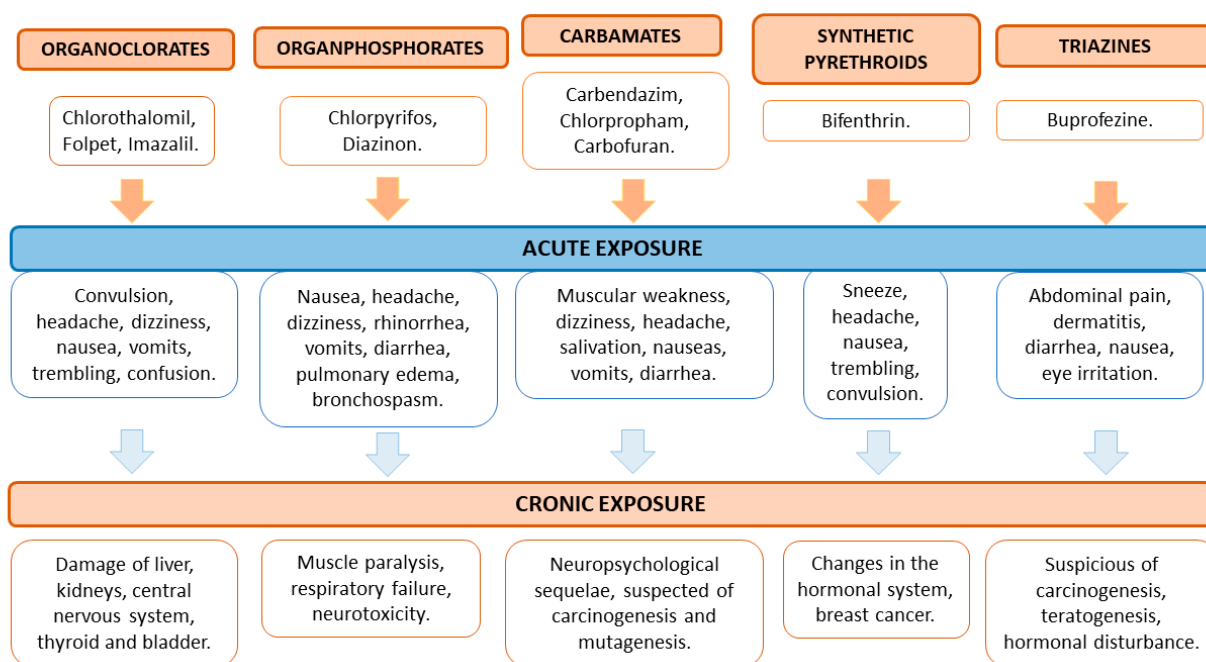 ORGANOCLORATES
ORGANPHOSPHORATES
CARBAMATES
SYNTHETIC
PYRETHROIDS
TRIAZINES
Chlorothalomil,
Folpet, Imazalil.
Chlorpyrifos,
Diazinon.
Carbendazim,
Chlorpropham,
Carbofuran.
Bifenthrin.
Buprofezine.
ACUTE EXPOSURE
Convulsion,
headache, dizziness,
nausea, vomits,
trembling, confusion.
Nausea, headache,
dizziness, rhinorrhea,
vomits, diarrhea,
pulmonary edema,
bronchospasm.
Muscular weakness,
dizziness, headache,
salivation, nauseas,
vomits, diarrhea.
Sneeze,
headache,
nausea,
trembling,
convulsion.
Abdominal pain,
dermatitis,
diarrhea, nausea,
eye irritation.
CRONIC EXPOSURE
Damage of liver,
kidneys, central
nervous system,
thyroid and bladder.
Muscle paralysis,
respiratory failure,
neurotoxicity.
Neuropsychological
sequelae, suspected of
carcinogenesis and
mutagenesis.
Changes in the
hormonal system,
breast cancer.
Suspicious of
carcinogenesis,
teratogenesis,
hormonal disturbance.